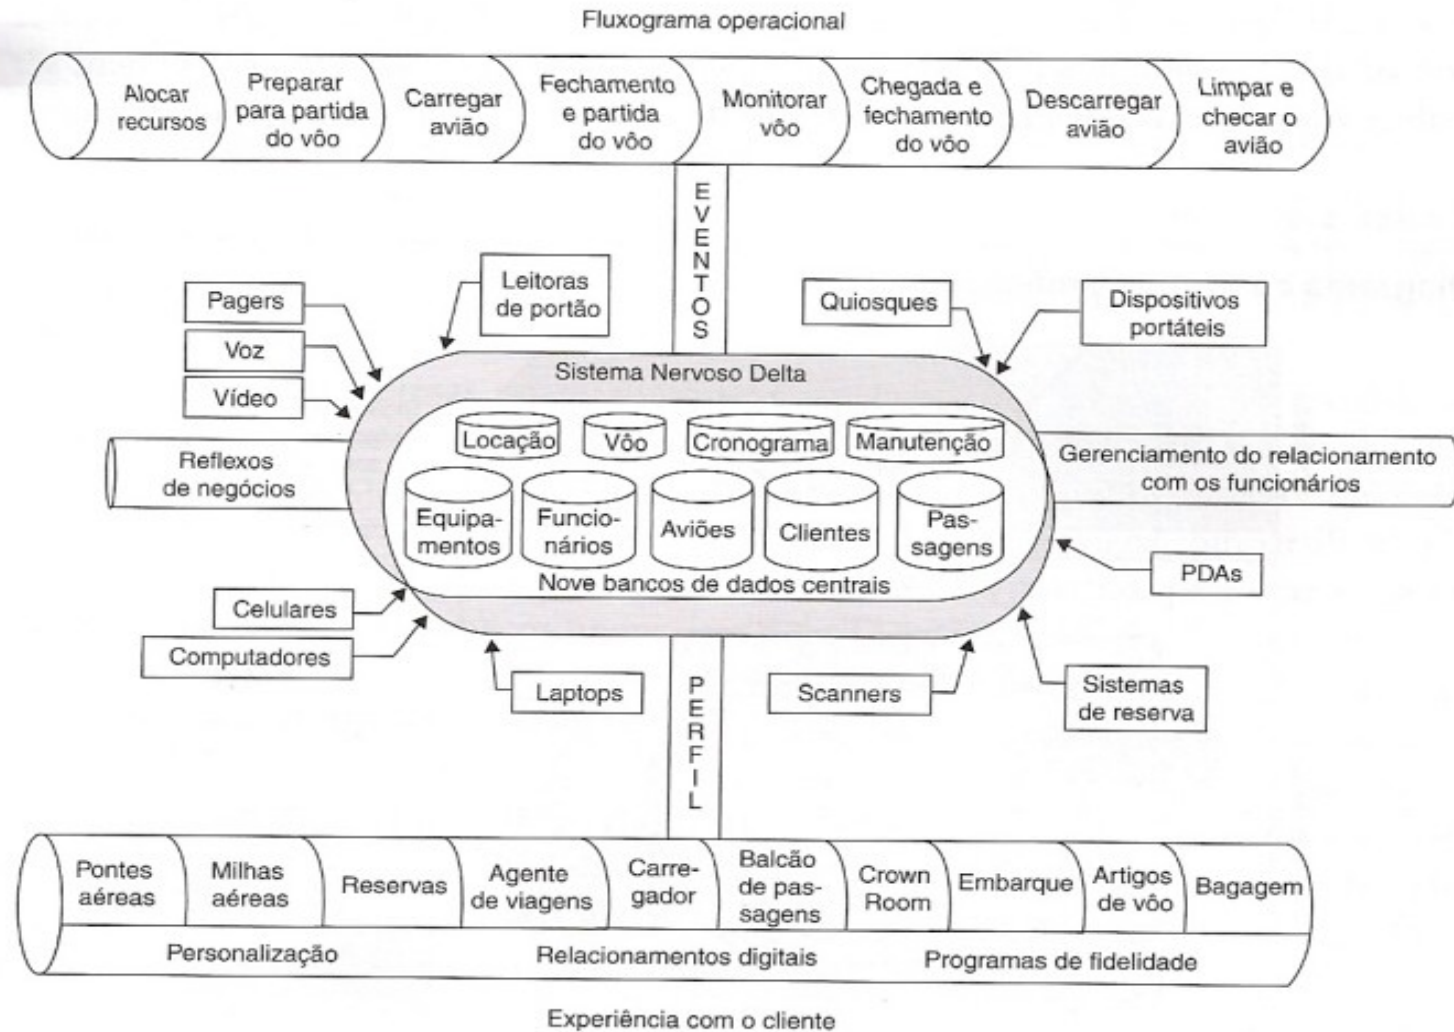 Fluxograma operacional
Alocar
recursos
Preparar
para partida
do vôo
Carregar
avião
Fechamento
e partida
do vôo
Monitorar
vôo
Chegada e
fechamento
do vôo
Descarregar
avião
Limpar e
checar o
avião
EVENTOS
Pagers
Voz
Vídeo
Leitoras
de portão
Quiosques
Dispositivos
portáteis
Sistema Nervoso Delta
Locação
Vôo
Cronograma
Manutenção
Reflexos
de negócios
Gerenciamento do relacionamento
com os funcionários
Equipa-
mentos
Funcio-
nários
Aviões
Clientes
Pas-
sagens
Nove bancos de dados centrais
PDAs
Celulares
Computadores
Laptops
Scanners
Sistemas
de reserva
PERFIL
Pontes
aéreas
Milhas
aéreas
Reservas
Agente
de viagens
Carre-
gador
Balcão
de pas-
sagens
Crown
Room
Embarque
Artigos
de vôo
Bagagem
Personalização
Relacionamentos digitais
Programas de fidelidade
Experiência com o cliente